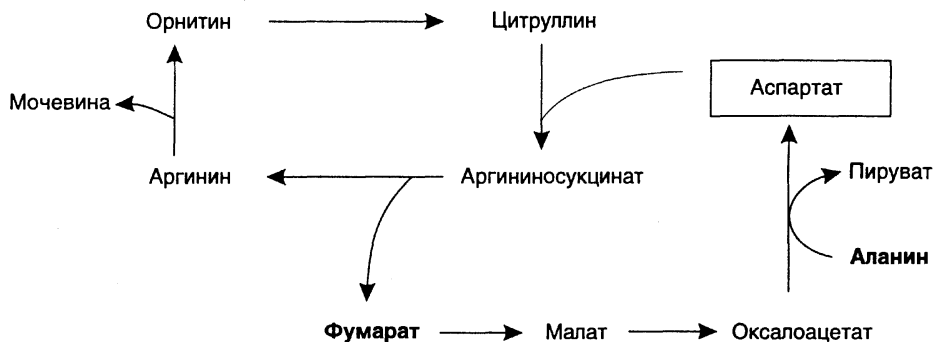 Орнитин
Цитруллин
Мочевина
Аспартат
Аргинин
Аргининосукцинат
Пируват
Аланин
Фумарат
Малат
Оксалоацетат